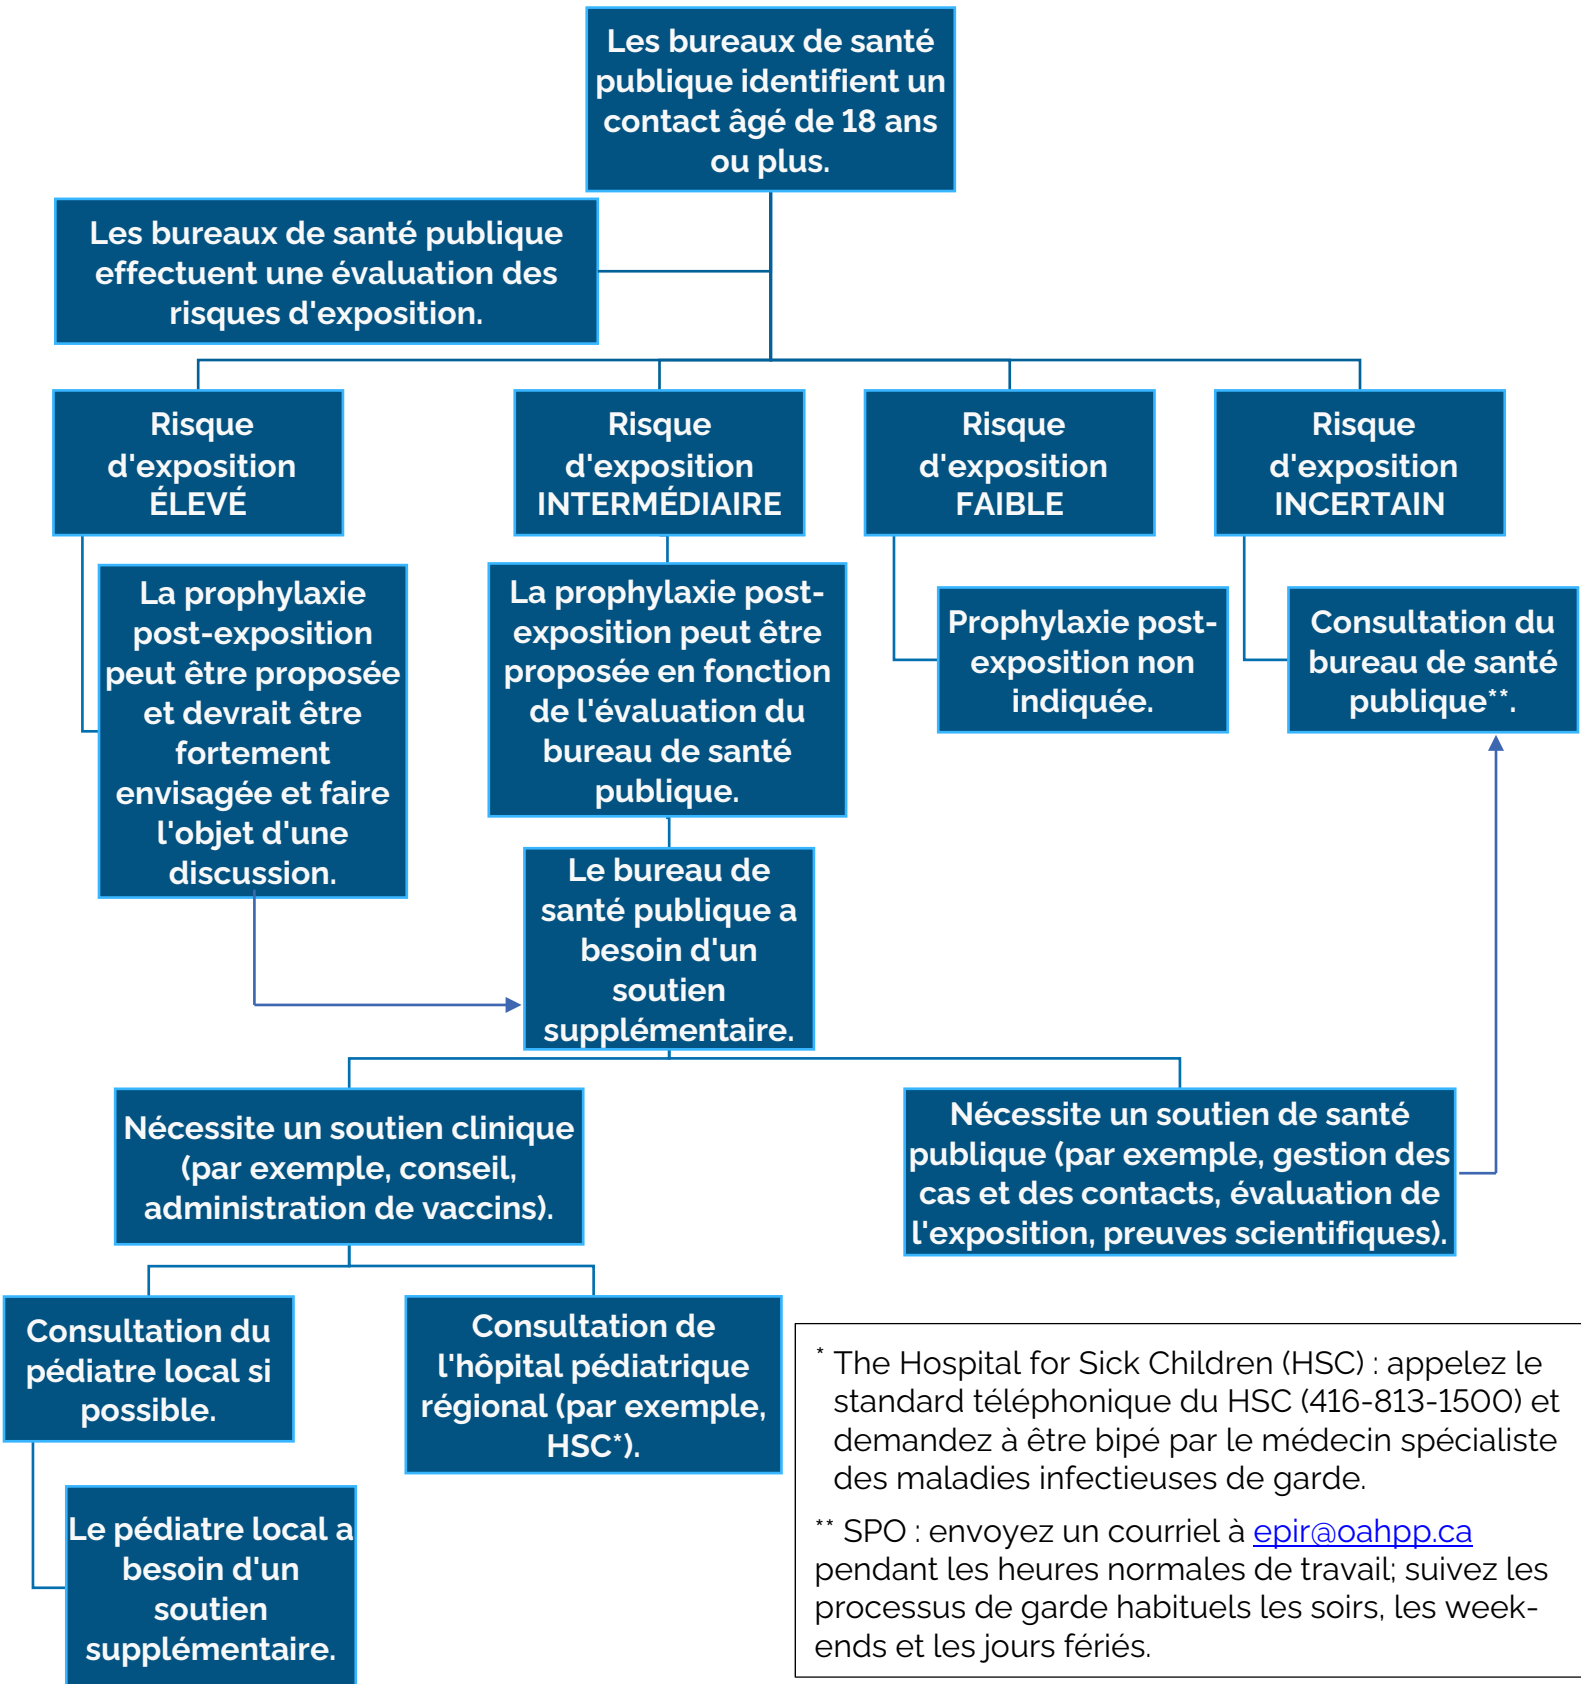 Les bureaux de santé
publique identifient un
contact âgé de 18 ans
ou plus.
Les bureaux de santé publique
effectuent une évaluation des
risques d'exposition.
Risque
d'exposition
ÉLEVÉ
Risque
d'exposition
INTERMÉDIAIRE
Risque
d'exposition
FAIBLE
Risque
d'exposition
INCERTAIN
La prophylaxie
post-exposition
peut être proposée
et devrait être
fortement
envisagée et faire
l'objet d'une
discussion.
La prophylaxie post-
exposition peut être
proposée en fonction
de l'évaluation du
bureau de santé
publique.
Prophylaxie post-
exposition non
indiquée.
Consultation du
bureau de santé
publique**.
Le bureau de
santé publique a
besoin d'un
soutien
supplémentaire.
Nécessite un soutien clinique
(par exemple, conseil,
administration de vaccins).
Nécessite un soutien de santé
publique (par exemple, gestion des
cas et des contacts, évaluation de
l'exposition, preuves scientifiques).
Consultation du
pédiatre local si
possible.
Consultation de
l'hôpital pédiatrique
régional (par exemple,
HSC*).
Le pédiatre local a
besoin d'un
soutien
supplémentaire.
* The Hospital for Sick Children (HSC) : appelez le
standard téléphonique du HSC (416-813-1500) et
demandez à être bipé par le médecin spécialiste
des maladies infectieuses de garde.
** SPO : envoyez un courriel à epir@oahpp.ca
pendant les heures normales de travail; suivez les
processus de garde habituels les soirs, les week-
ends et les jours fériés.